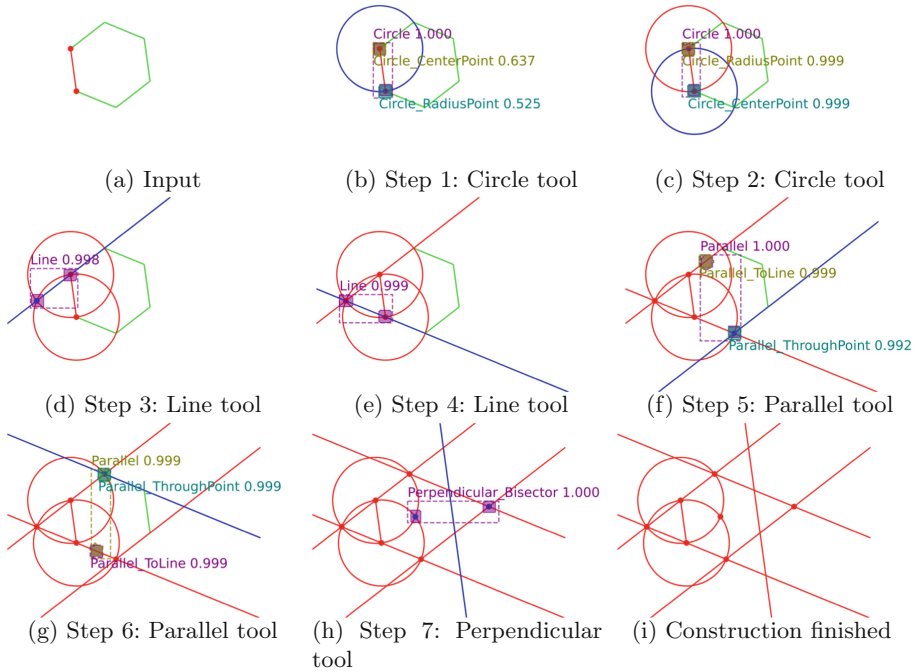 Circle 1.000
Circle_CenterPoint 0.637
Circle_RadiusPoint 0.525
Circle 1.000
Circle_RadiusPoint 0.999
Circle_CenterPoint 0.999
(a) Input
(b) Step 1: Circle tool
(c) Step 2: Circle tool
Line 0.998
Line 0.999
Parallel 1.000
Parallel_ToLine 0.999
Parallel_ThroughPoint 0.992
(d) Step 3: Line tool
(e) Step 4: Line tool
(f) Step 5: Parallel tool
Parallel 0.999
Parallel_ThroughPoint 0.999
Parallel_ToLine 0.999
Perpendicular_Bisector 1.000
(g) Step 6: Parallel tool
(h) Step 7: Perpendicular
tool
(i) Construction finished